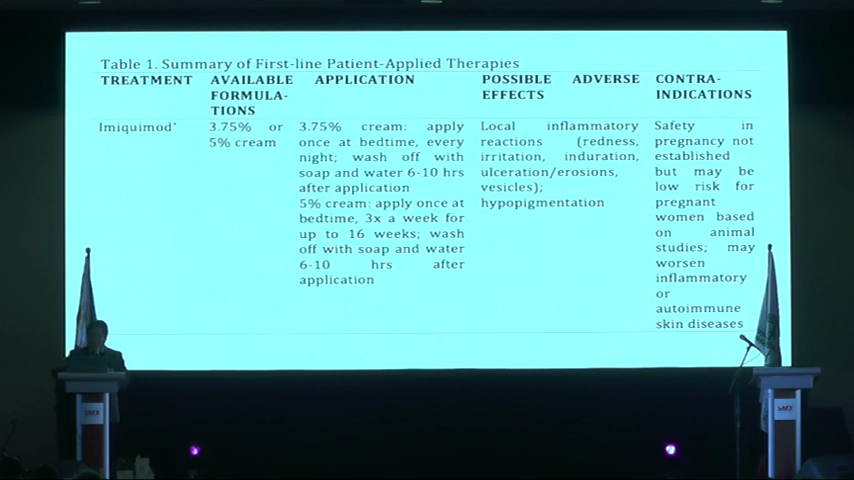 Table 1. Summary of First-line Patient-Applied Therapies
TREATMENT AVAILABLE FORMULA-TIONS APPLICATION POSSIBLE ADVERSE EFFECTS CONTRA-INDICATIONS
Imiquimod*
3.75% or
5% cream
3.75% cream: apply
once at bedtime, every
night; wash off with
soap and water 6-10 hrs
after application
5% cream: apply once at
bedtime, 3x a week for
up to 16 weeks; wash
off with soap and water
6-10 hrs after
application
Local inflammatory
reactions (redness,
irritation, induration,
ulceration/erosions,
vesicles);
hypopigmentation
Safety in
pregnancy not
established
but may be
low risk for
pregnant
women based
on animal
studies; may
worsen
inflammatory
or
autoimmune
skin diseases
SMX
SMX